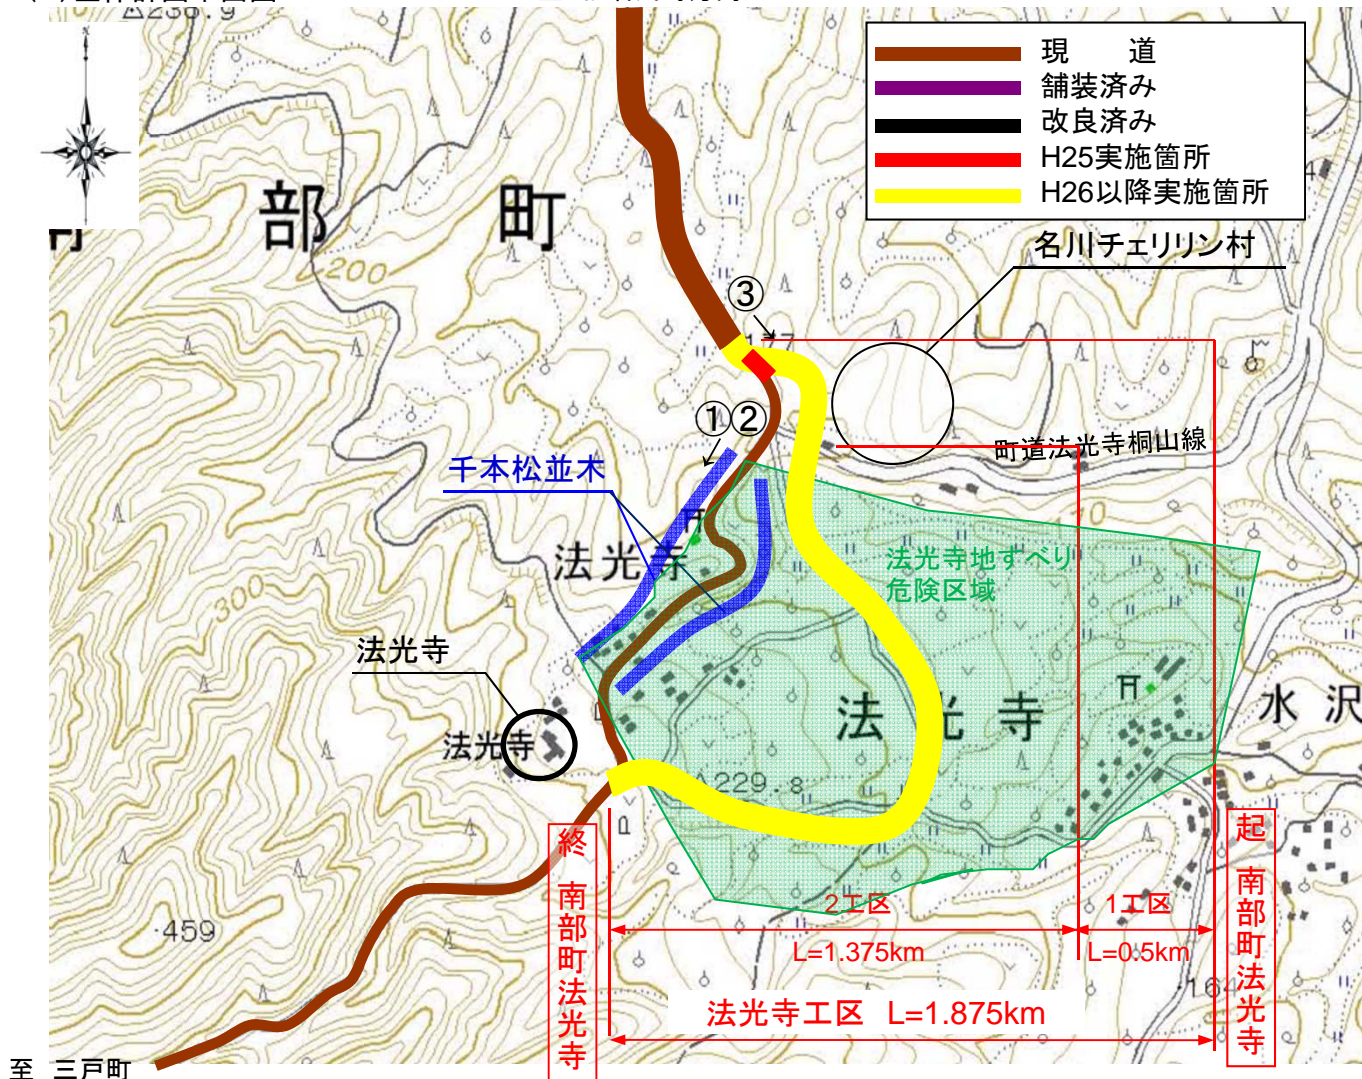 △238.9
現　　道
舗装済み
改良済み
H25実施箇所
H26以降実施箇所
部 町
200
名川チェリリン村
③
177
①②
町道法光寺桐山線
千本松並木
法光寺
法光寺地すべり
危険区域
300
法光寺
法光寺
法光寺
水沢
△229.8
終 南部町法光寺
起 南部町法光寺
2工区
1工区
L=1.375km
L=0.5km
・459
・164
法光寺工区 L=1.875km
至 三戸町